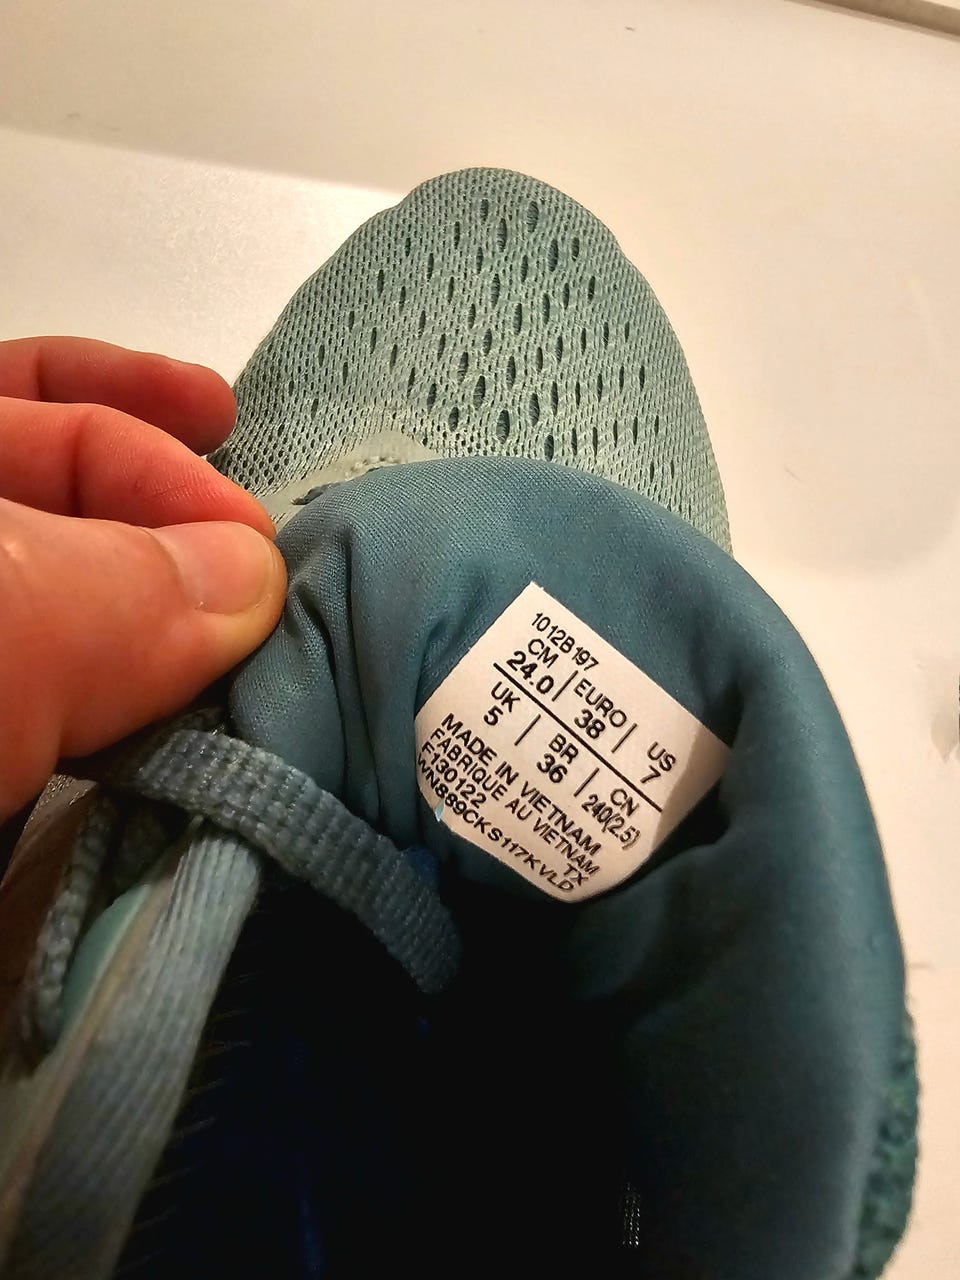 1012B197
CM | EURO | US
24.0 | 38 | 7
UK | BR | CN
5 | 36 | 240(2.5)
MADE IN VIETNAM
FABRIQUE AU VIETNAM
F130122 TX
WN889CKS117KVLD